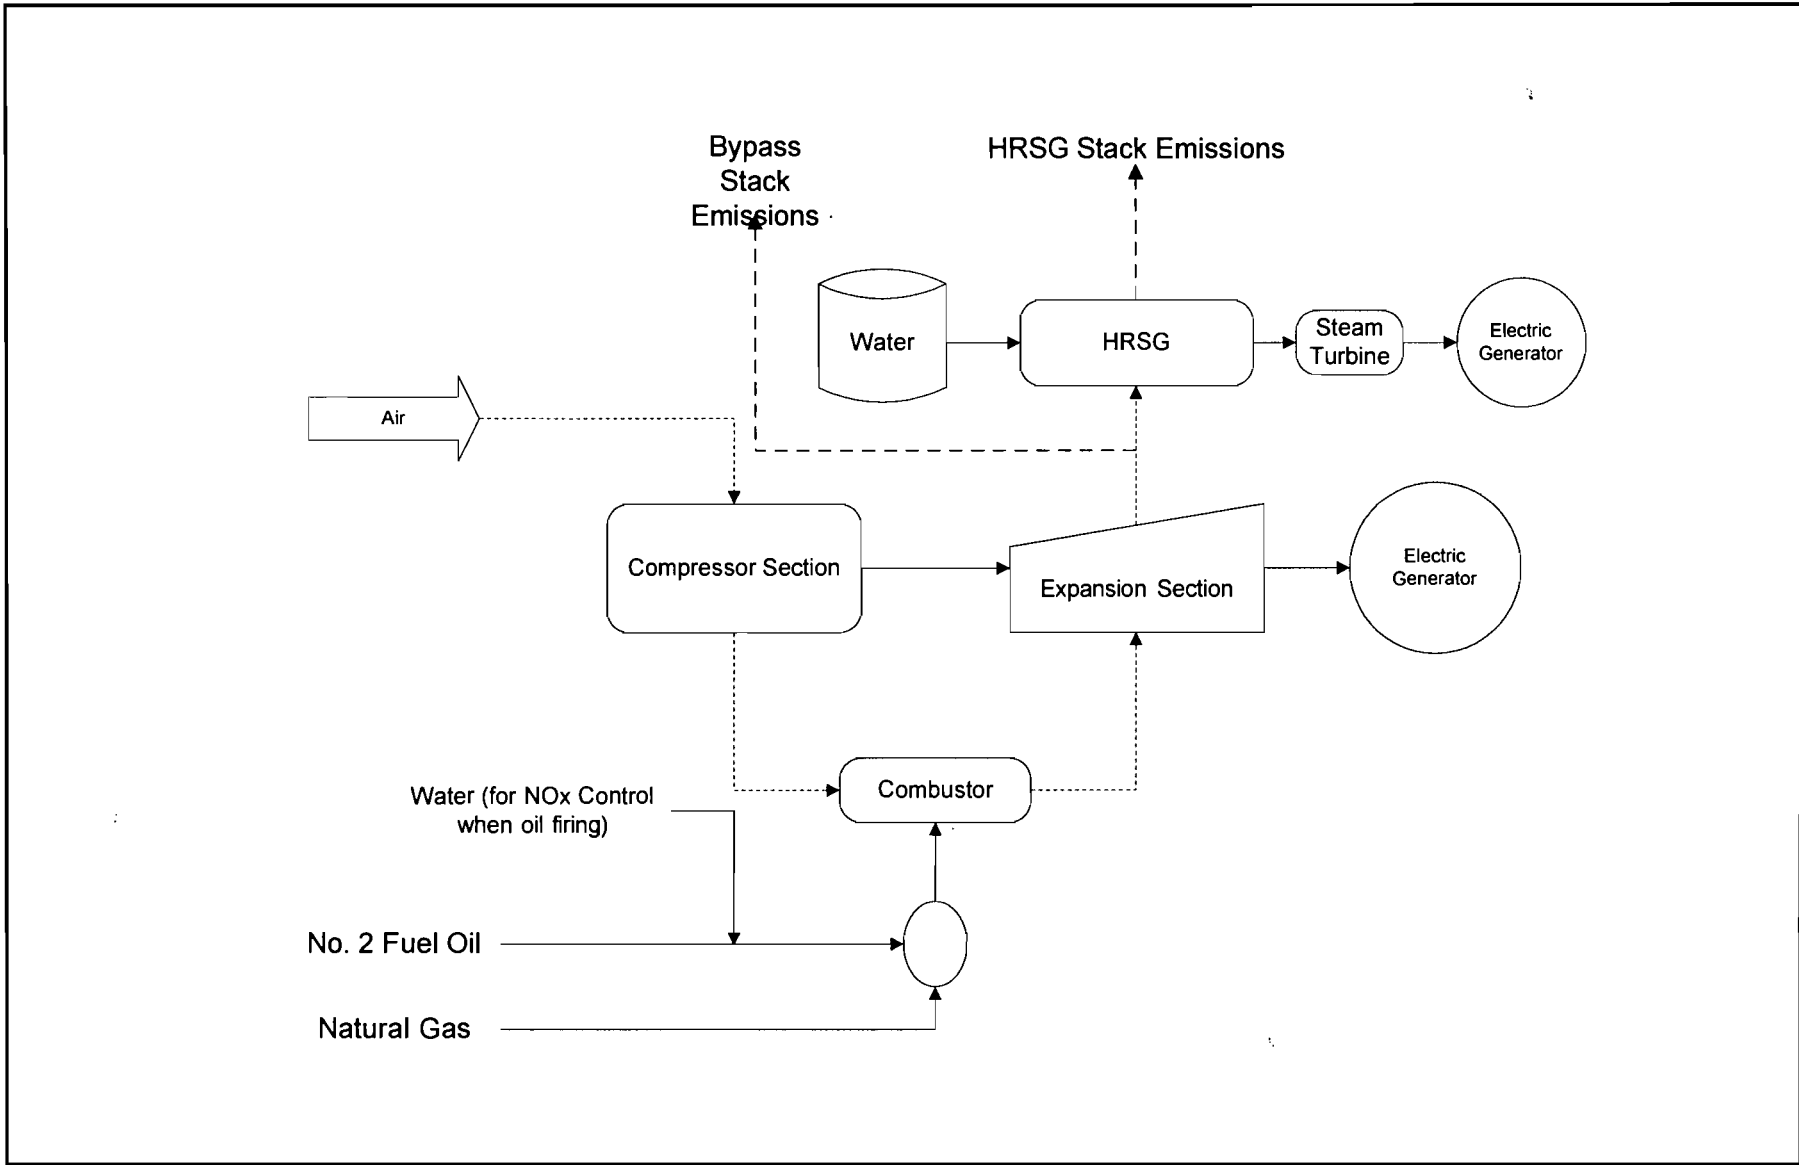 Bypass
Stack
Emissions
HRSG Stack Emissions
Water
HRSG
Steam
Turbine
Electric
Generator
Air
Compressor Section
Expansion Section
Electric
Generator
Combustor
Water (for NOx Control
when oil firing)
No. 2 Fuel Oil
Natural Gas